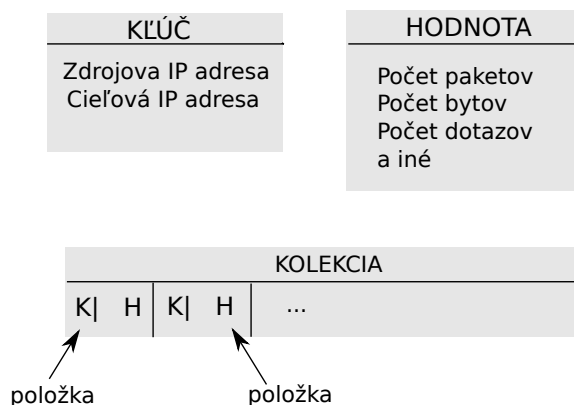 KĽÚČ
Zdrojova IP adresa
Cieľová IP adresa
HODNOTA
Počet paketov
Počet bytov
Počet dotazov
a iné
KOLEKCIA
K| H K| H ...
položka položka